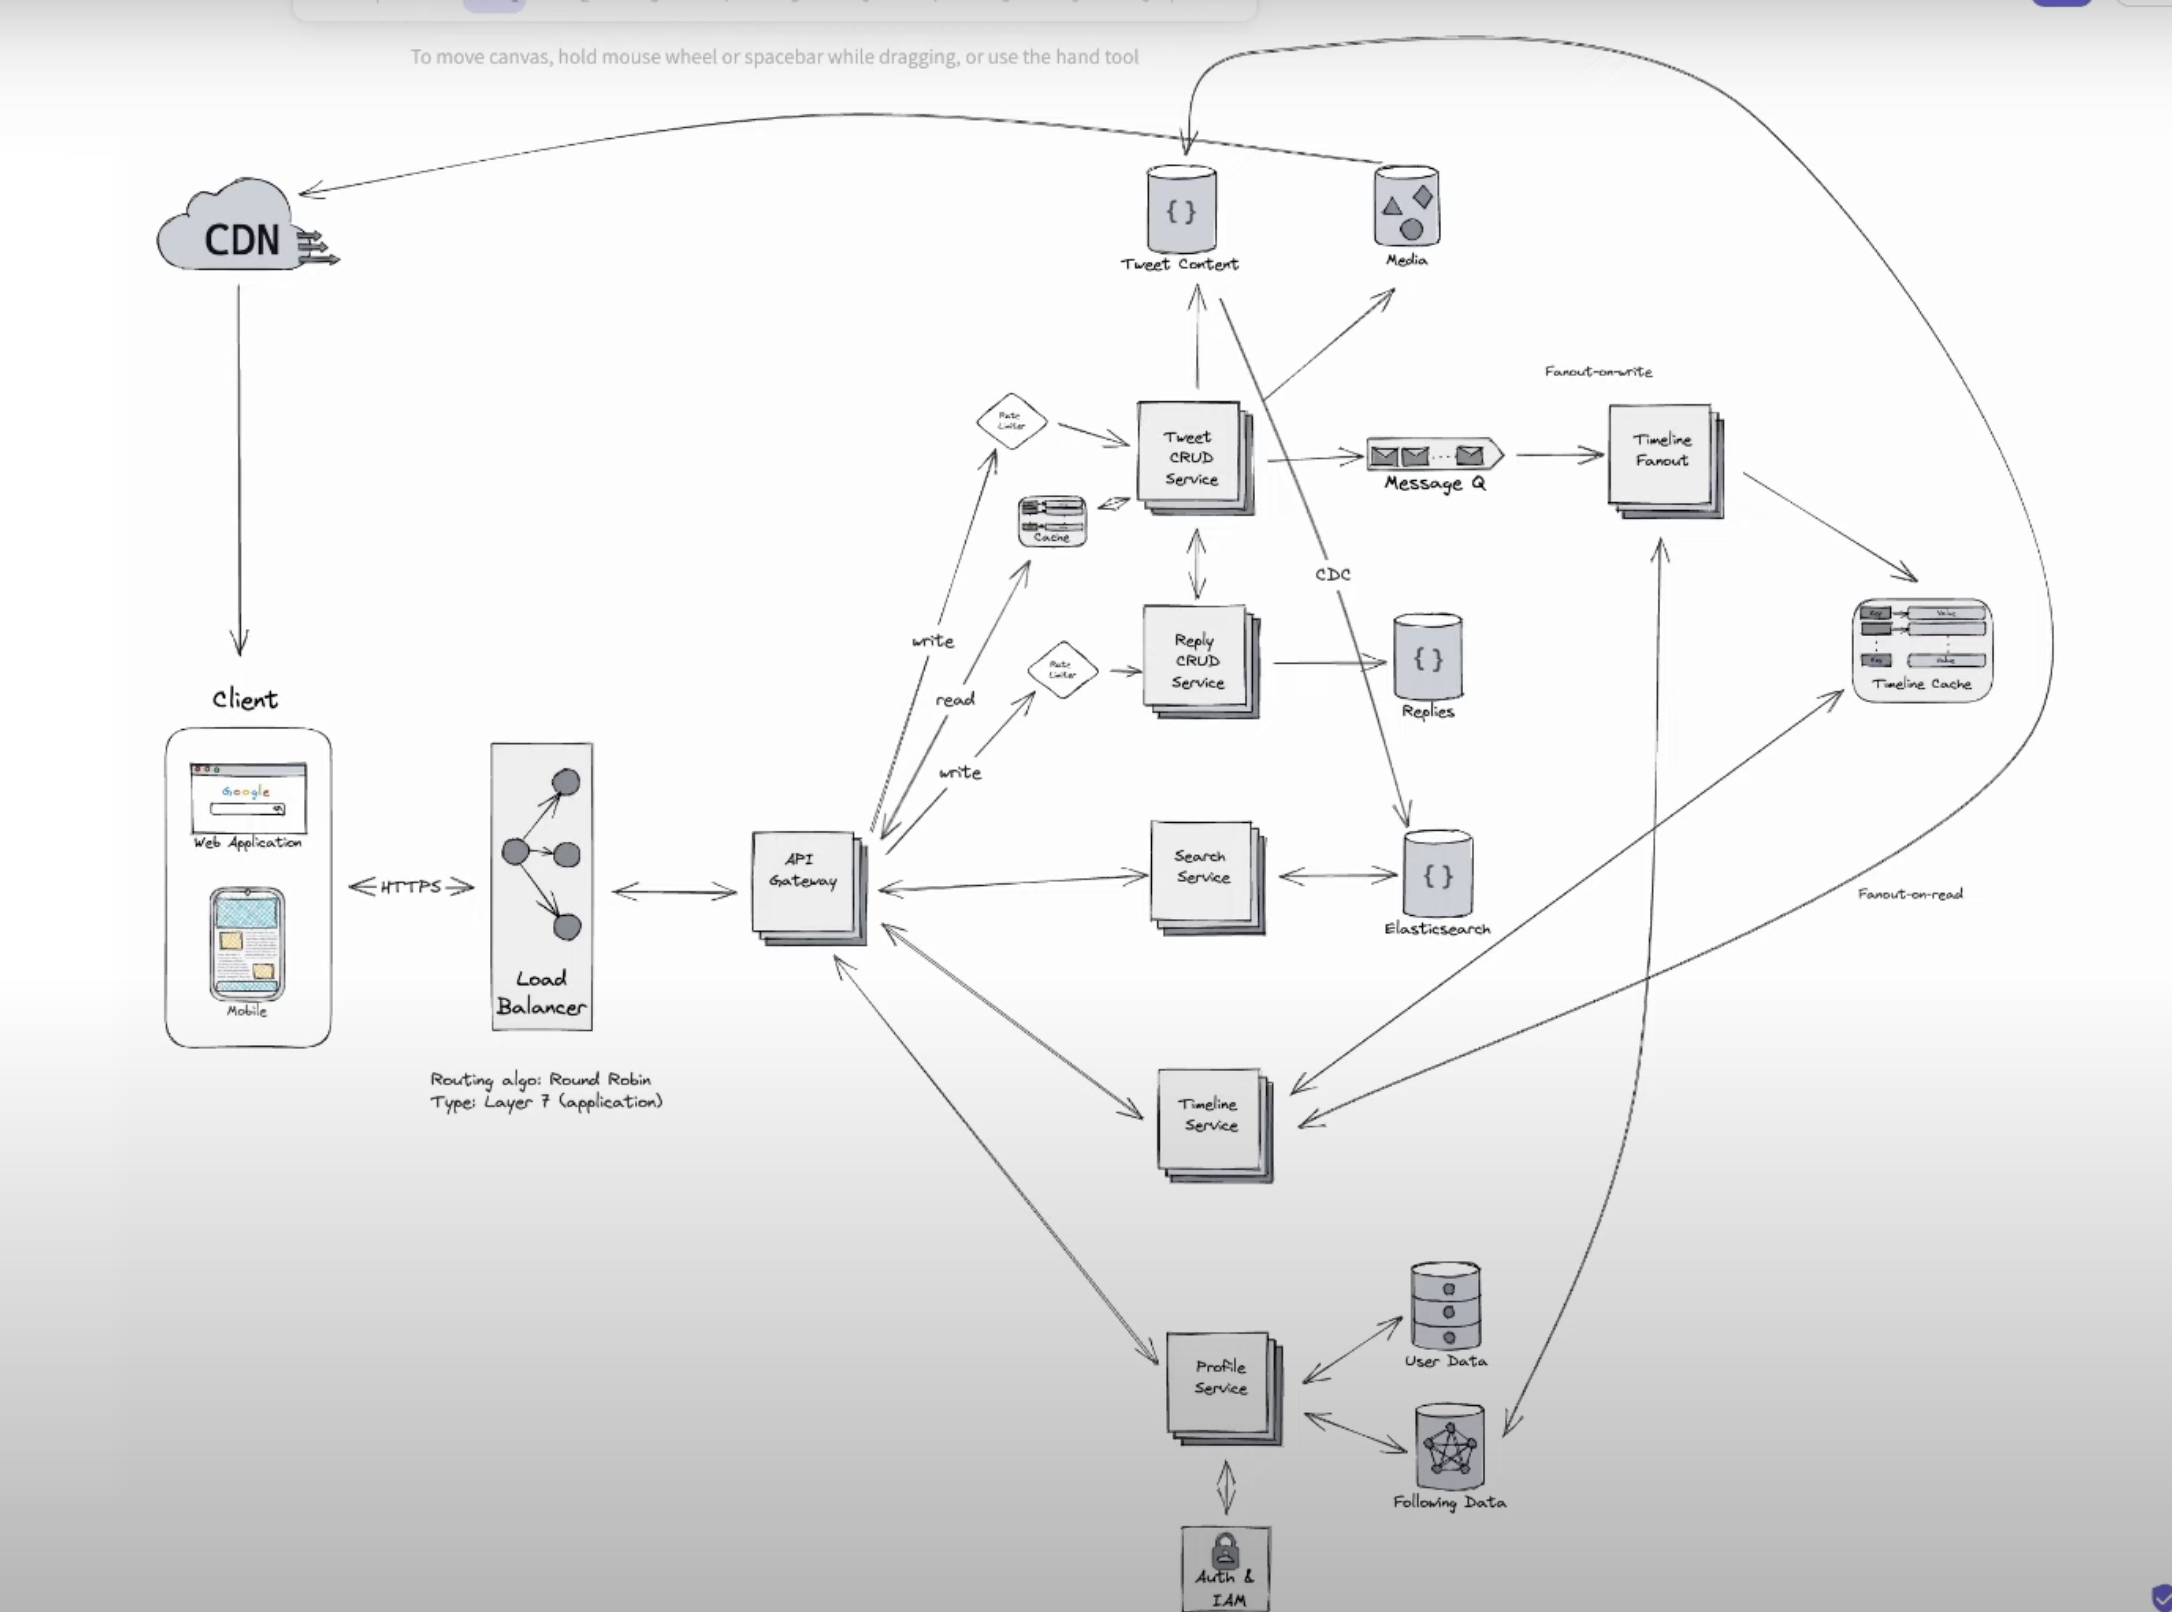 To move canvas, hold mouse wheel or spacebar while dragging, or use the hand tool
CDN
Tweet Content
Media
Fanout-on-write
Rate
Limiter
Tweet
CRUD
Service
Message Q
Timeline
Fanout
Cache
CDC
write
read
write
Rate
Limiter
Reply
CRUD
Service
Replies
Key
Value
Key
Value
Timeline Cache
Client
Google
Web Application
Mobile
HTTPS
Load
Balancer
Routing algo: Round Robin
Type: Layer 7 (application)
API
Gateway
Search
Service
Elasticsearch
Fanout-on-read
Timeline
Service
Profile
Service
User Data
Following Data
Auth &
IAM